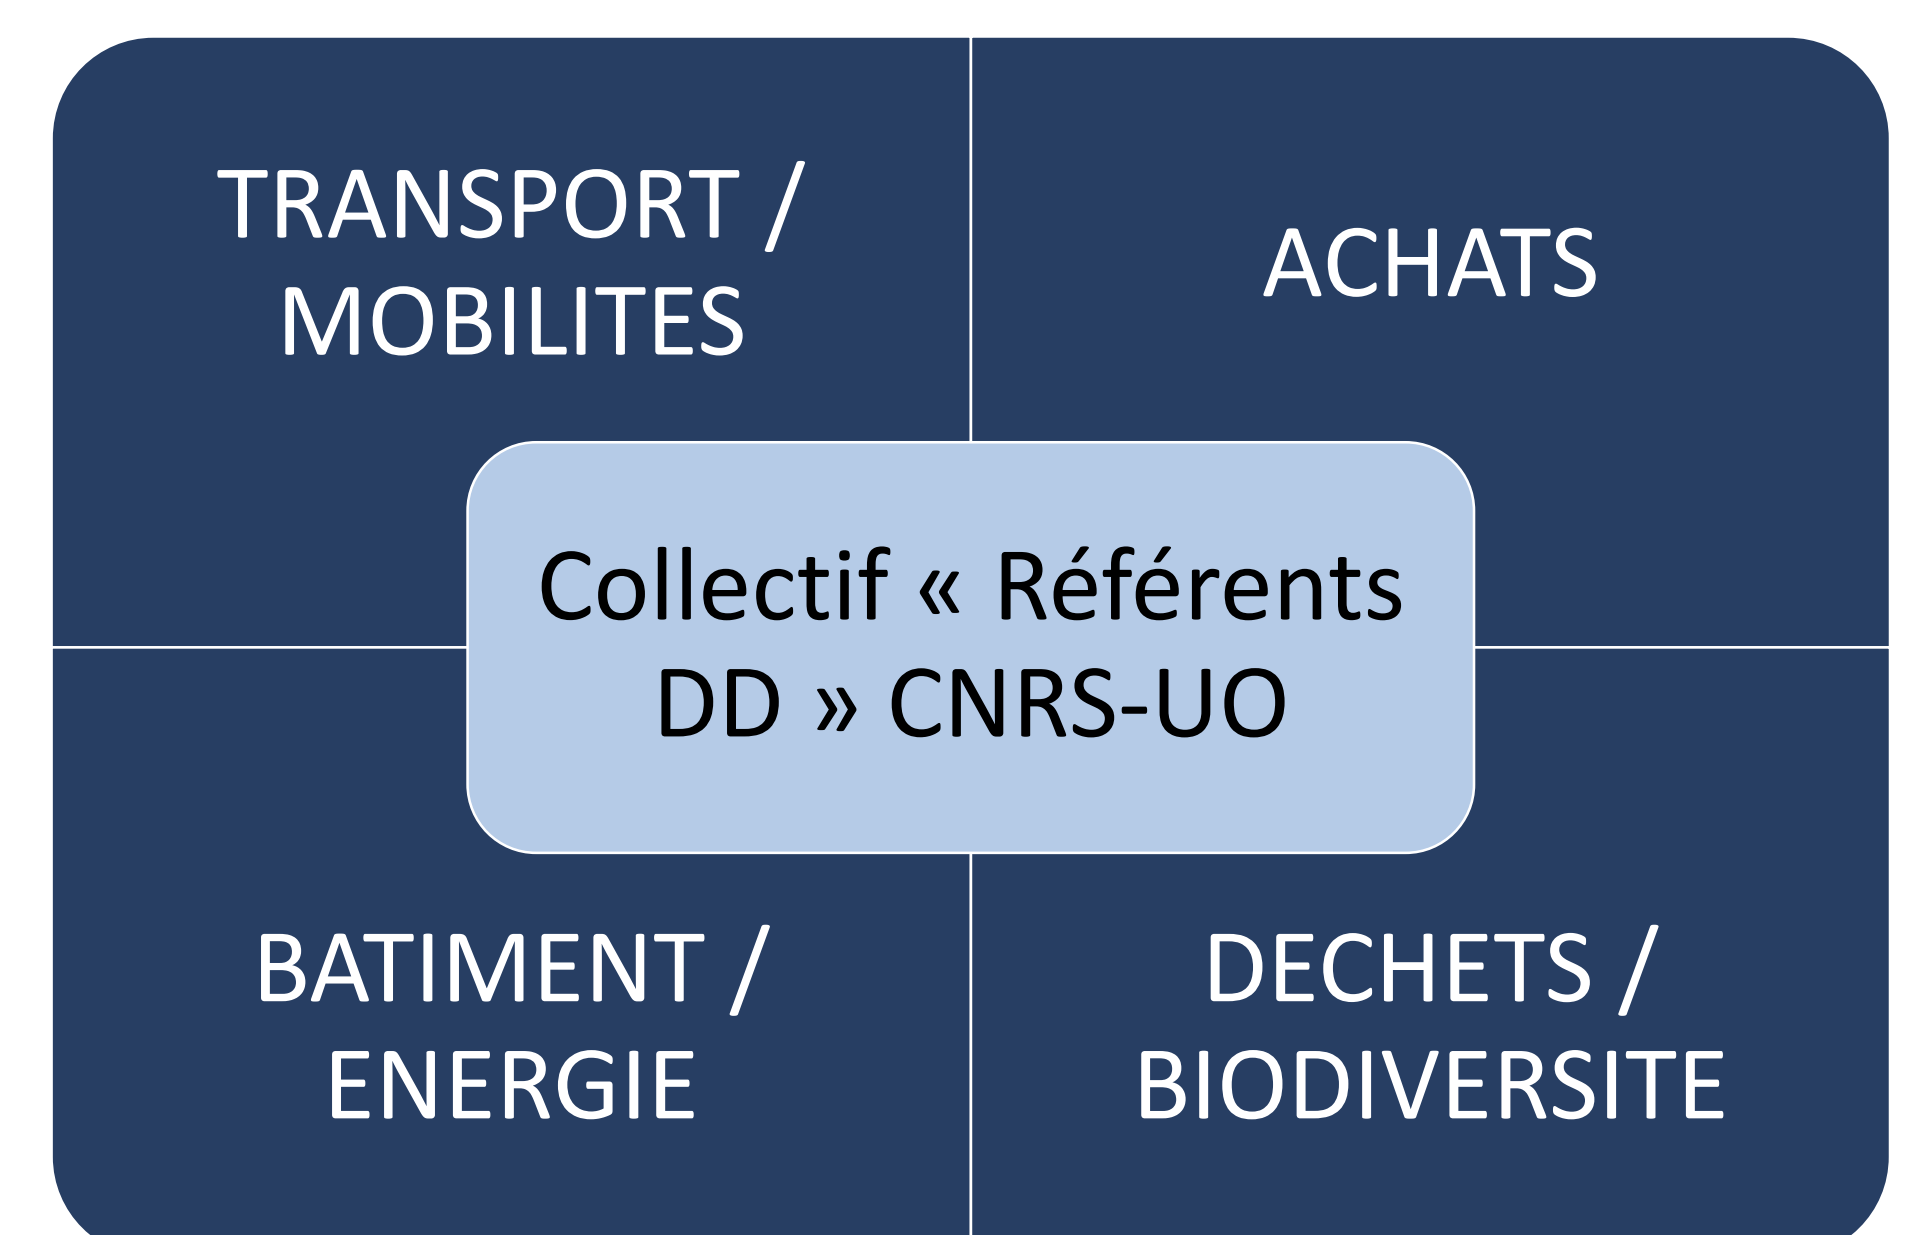 TRANSPORT /
MOBILITES
ACHATS
Collectif « Référents
DD » CNRS-UO
BATIMENT /
ENERGIE
DECHETS /
BIODIVERSITE